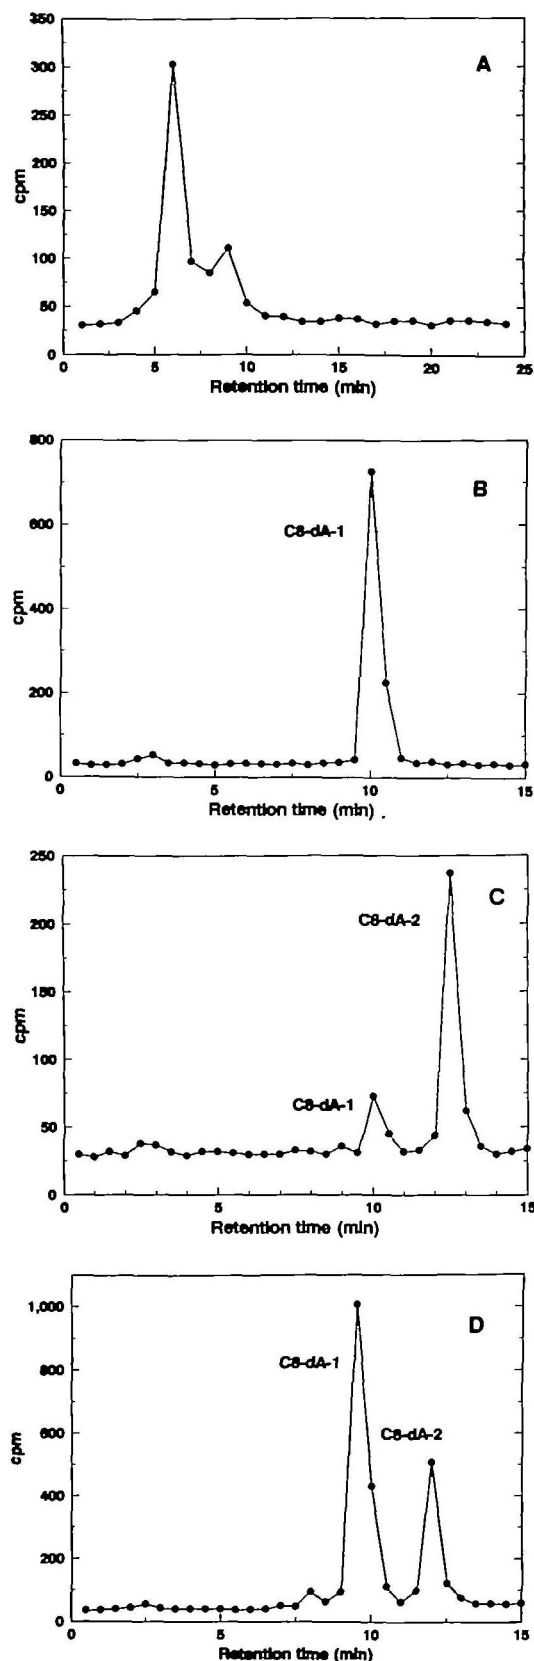 350
A
300
250
200
cpm
150
100
50
0
0 5 10 15 20 25
Retention time (min)
800
B
C8-dA-1
600
cpm
400
200
0
0 5 10 15
Retention time (min)
250
C
C8-dA-2
200
150
cpm
100
C8-dA-1
50
0
0 5 10 15
Retention time (min)
1,000
D
C8-dA-1
800
C8-dA-2
600
cpm
400
200
0
0 5 10 15
Retention time (min)